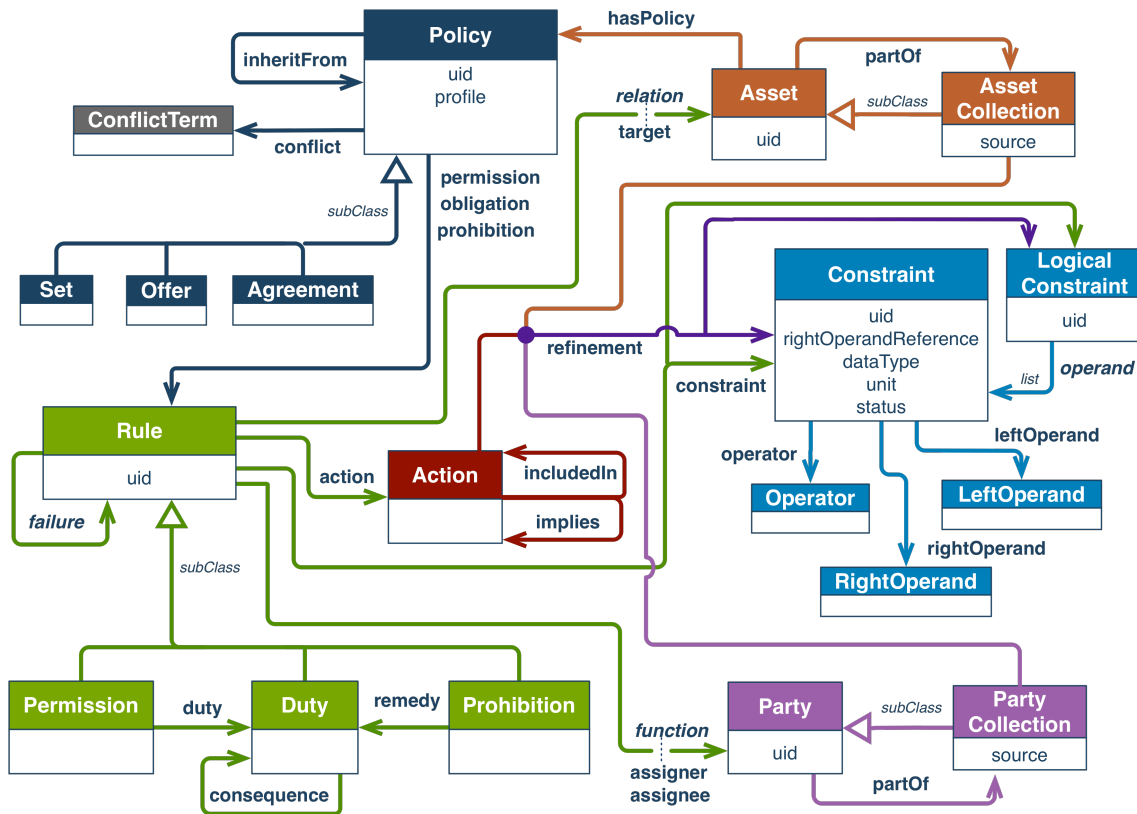 hasPolicy
Policy
inheritFrom
uid
profile
partOf
Asset
uid
subClass
Asset
Collection
source
relation
target
ConflictTerm
conflict
permission
obligation
prohibition
subClass
Set
Offer
Agreement
Constraint
uid
rightOperandReference
dataType
unit
status
Logical
Constraint
uid
refinement
constraint
list
operand
Rule
uid
failure
action
Action
includedIn
implies
operator
leftOperand
Operator
LeftOperand
rightOperand
RightOperand
subClass
Permission
duty
Duty
remedy
Prohibition
consequence
function
assigner
assignee
Party
uid
subClass
Party
Collection
source
partOf